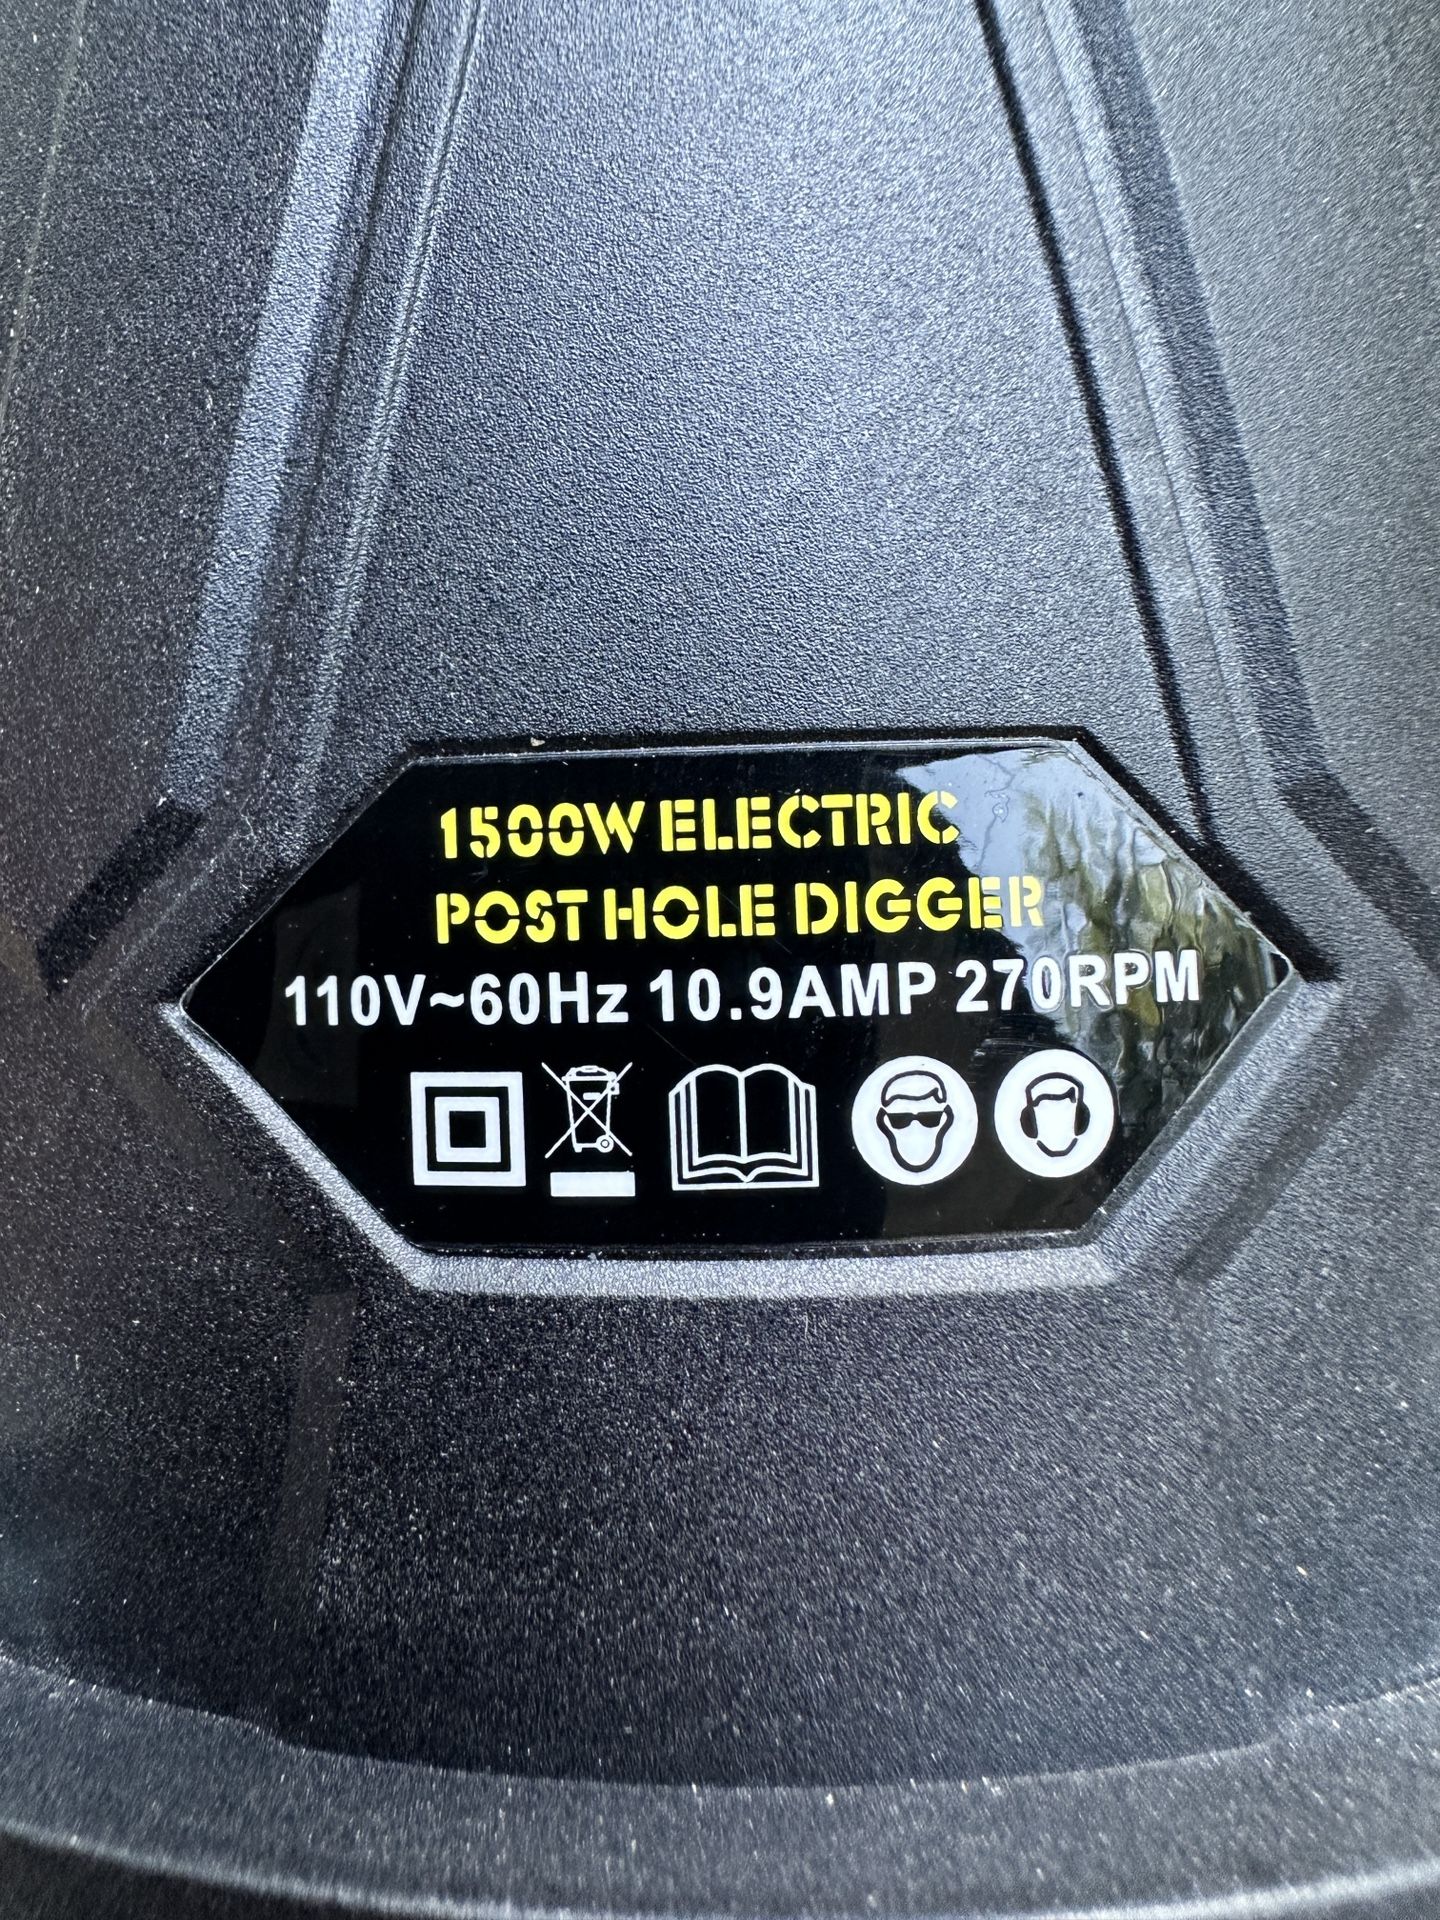 1500W ELECTRIC
POST HOLE DIGGER
110V~60Hz 10.9AMP 270RPM